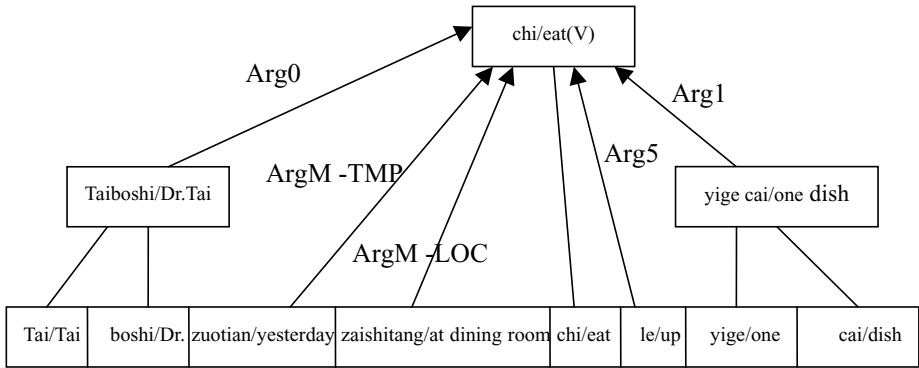 chi/eat(V)
Arg0
Arg1
ArgM -TMP
Arg5
Taiboshi/Dr.Tai
yige cai/one dish
ArgM -LOC
Tai/Tai boshi/Dr. zuotian/yesterday zaishitang/at dining room chi/eat le/up yige/one cai/dish